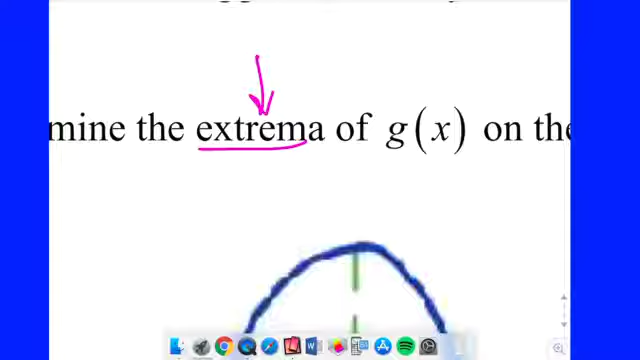 mine the extrema of g(x) on the